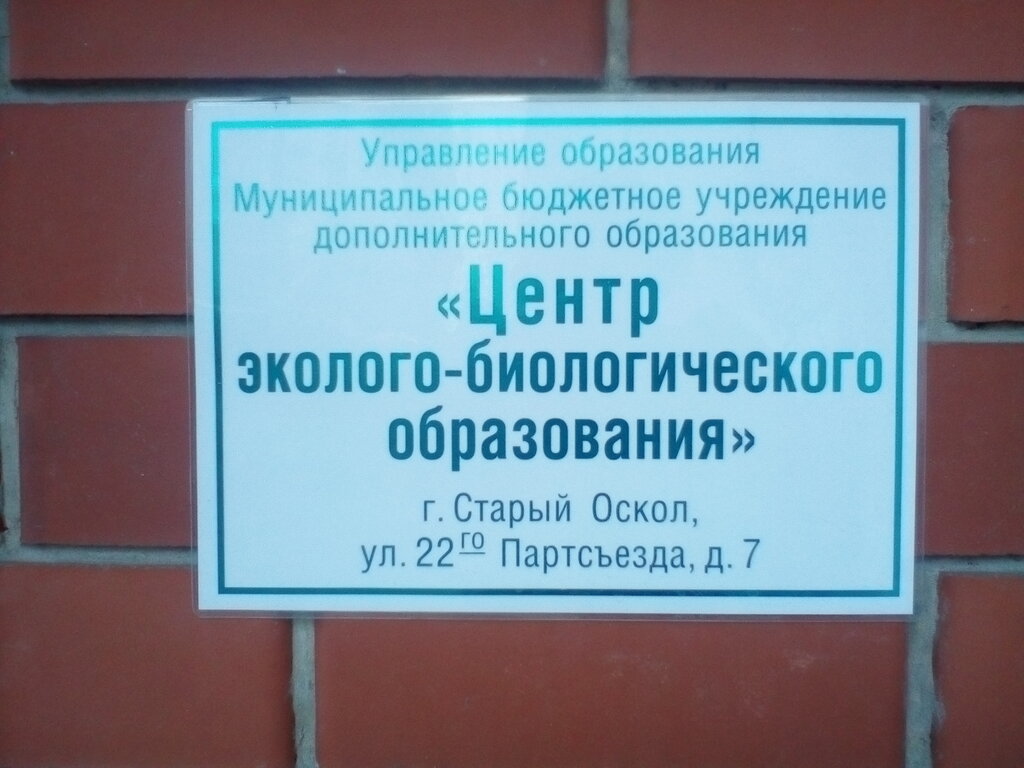 Управление образования
Муниципальное бюджетное учреждение
дополнительного образования
«Центр
эколого-биологического
образования»
г. Старый Оскол,
ул. 22го Партсъезда, д. 7